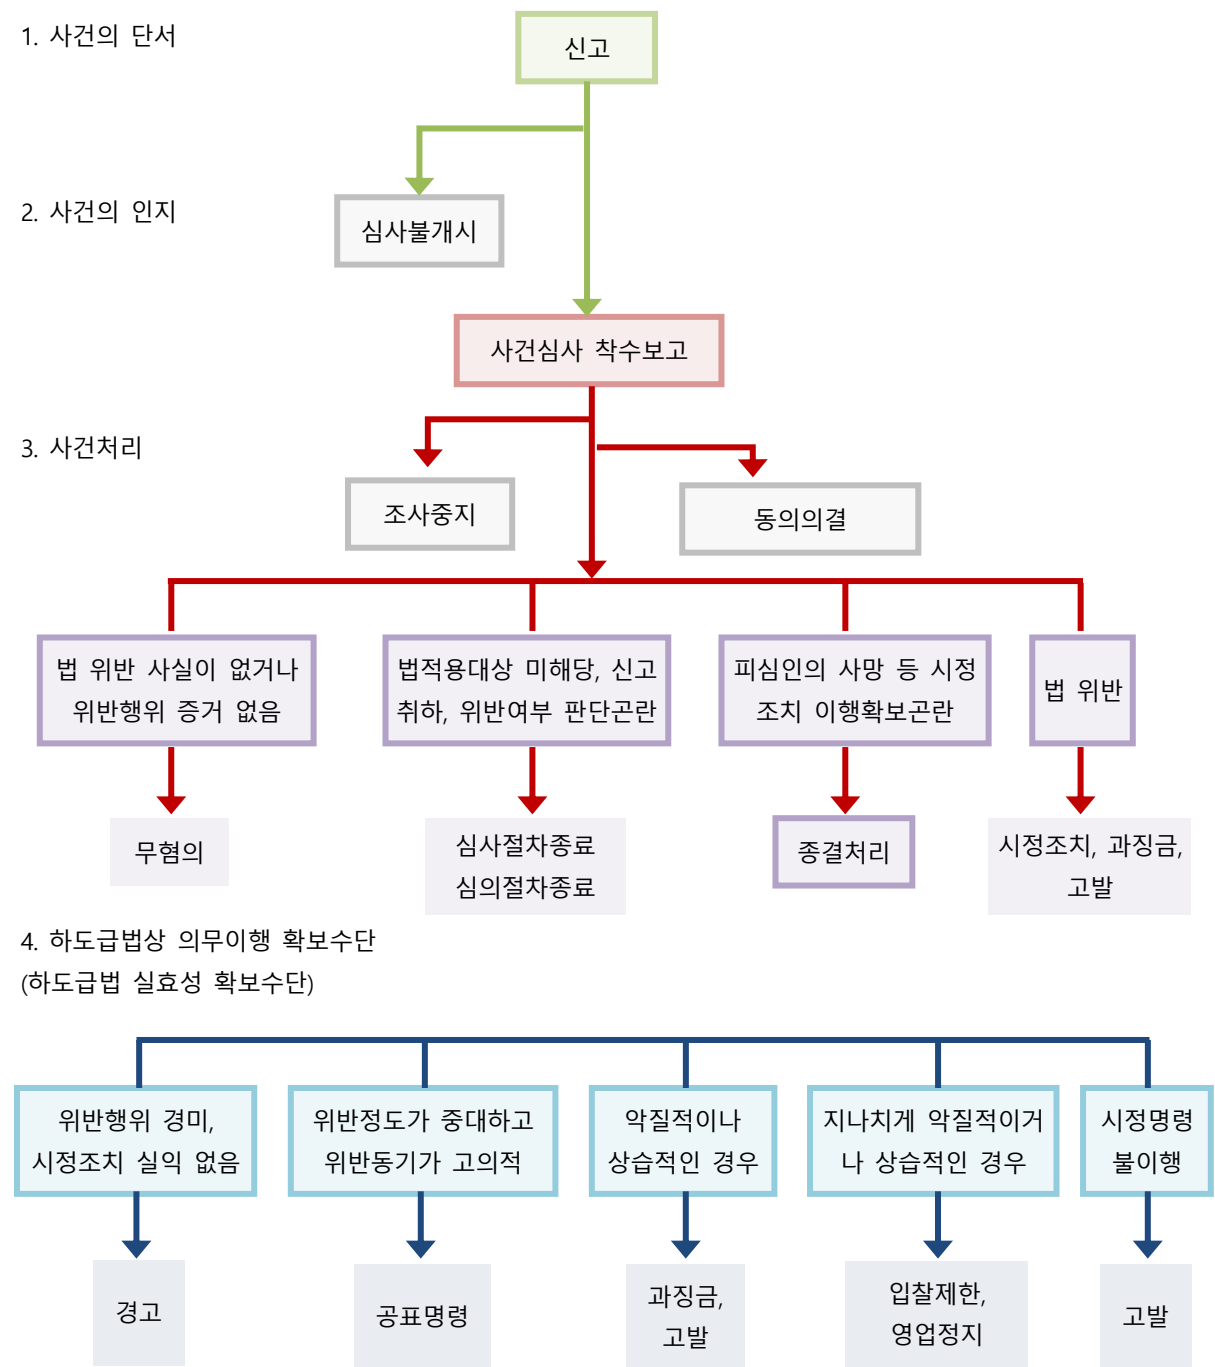 1. 사건의 단서
신고
2. 사건의 인지
심사불개시
사건심사 착수보고
3. 사건처리
조사중지
동의의결
법 위반 사실이 없거나
위반행위 증거 없음
법적용대상 미해당, 신고
취하, 위반여부 판단곤란
피심인의 사망 등 시정
조치 이행확보곤란
법 위반
무혐의
심사절차종료
심의절차종료
종결처리
시정조치, 과징금,
고발
4. 하도급법상 의무이행 확보수단
(하도급법 실효성 확보수단)
위반행위 경미,
시정조치 실익 없음
위반정도가 중대하고
위반동기가 고의적
악질적이나
상습적인 경우
지나치게 악질적이거
나 상습적인 경우
시정명령
불이행
경고
공표명령
과징금,
고발
입찰제한,
영업정지
고발